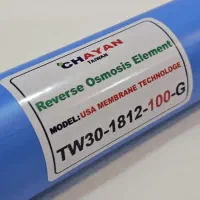 CHAYAN
TAIWAN
Reverse Osmosis Element
MODEL:USA MEMBRANE TECHNOLOGE
TW30-1812-100-G